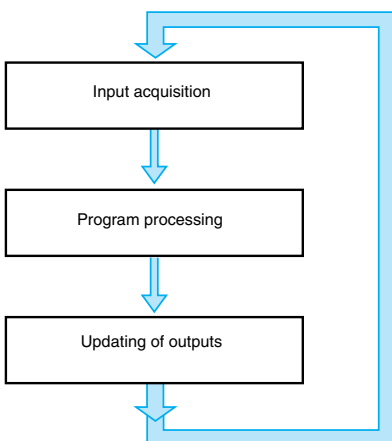 Input acquisition
Program processing
Updating of outputs